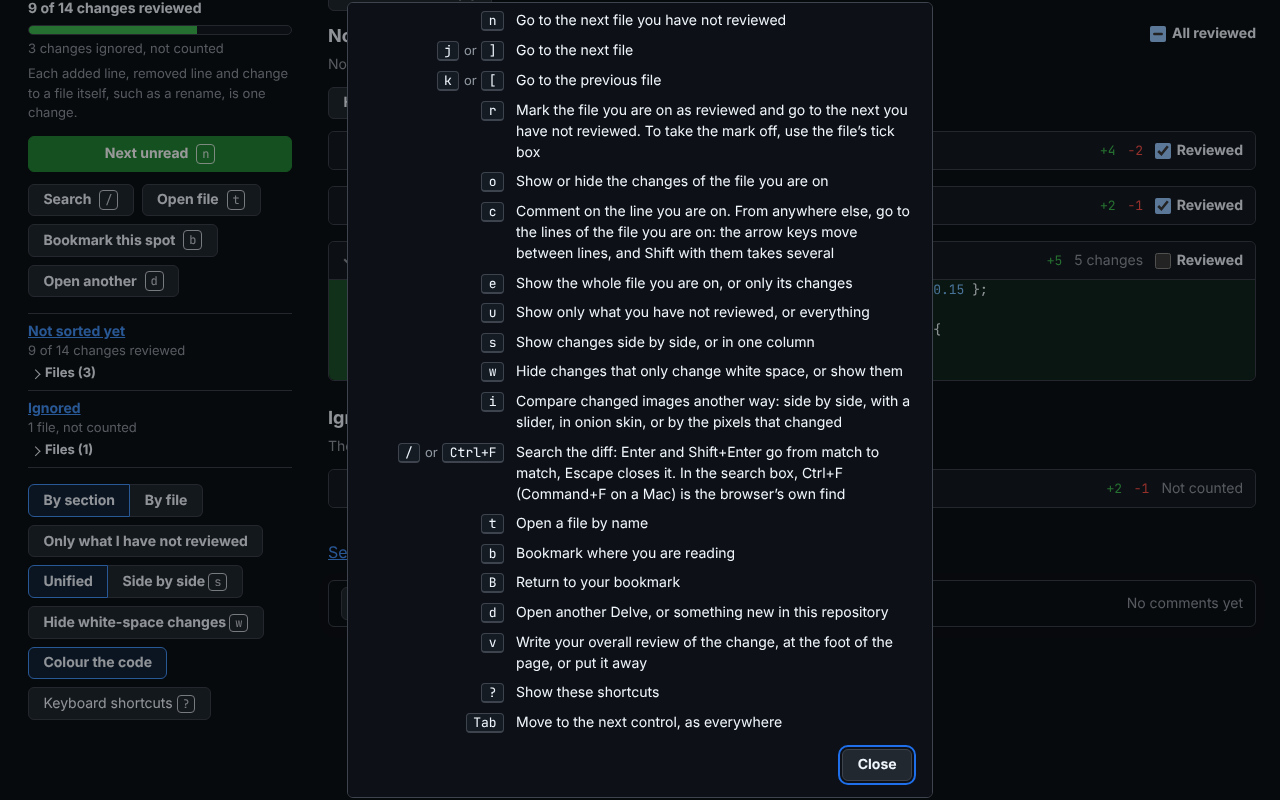 9 of 14 changes reviewed
3 changes ignored, not counted
Each added line, removed line and change
to a file itself, such as a rename, is one
change.
Next unread n
Search / Open file t
Bookmark this spot b
Open another d
Not sorted yet
9 of 14 changes reviewed
Files (3)
Ignored
1 file, not counted
Files (1)
By section By file
Only what I have not reviewed
Unified Side by side s
Hide white-space changes w
Colour the code
Keyboard shortcuts ?
n Go to the next file you have not reviewed
j or ] Go to the next file
k or [ Go to the previous file
r Mark the file you are on as reviewed and go to the next you
have not reviewed. To take the mark off, use the file’s tick
box
o Show or hide the changes of the file you are on
c Comment on the line you are on. From anywhere else, go to
the lines of the file you are on: the arrow keys move
between lines, and Shift with them takes several
e Show the whole file you are on, or only its changes
u Show only what you have not reviewed, or everything
s Show changes side by side, or in one column
w Hide changes that only change white space, or show them
i Compare changed images another way: side by side, with a
slider, in onion skin, or by the pixels that changed
/ or Ctrl+F Search the diff: Enter and Shift+Enter go from match to
match, Escape closes it. In the search box, Ctrl+F
(Command+F on a Mac) is the browser’s own find
t Open a file by name
b Bookmark where you are reading
B Return to your bookmark
d Open another Delve, or something new in this repository
v Write your overall review of the change, at the foot of the
page, or put it away
? Show these shortcuts
Tab Move to the next control, as everywhere
Close
All reviewed
+4 -2 Reviewed
+2 -1 Reviewed
+5 5 changes Reviewed
0.15 };
{
+2 -1 Not counted
No comments yet